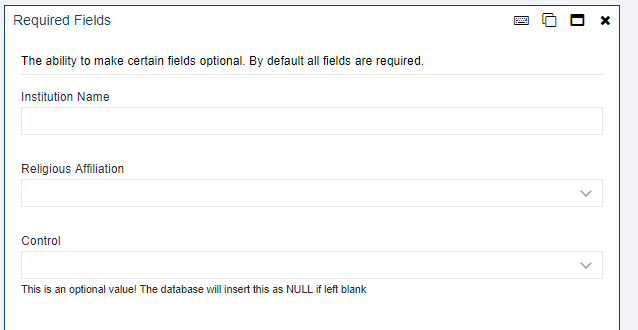 Required Fields
The ability to make certain fields optional. By default all fields are required.
Institution Name
Religious Affiliation
Control
This is an optional value! The database will insert this as NULL if left blank